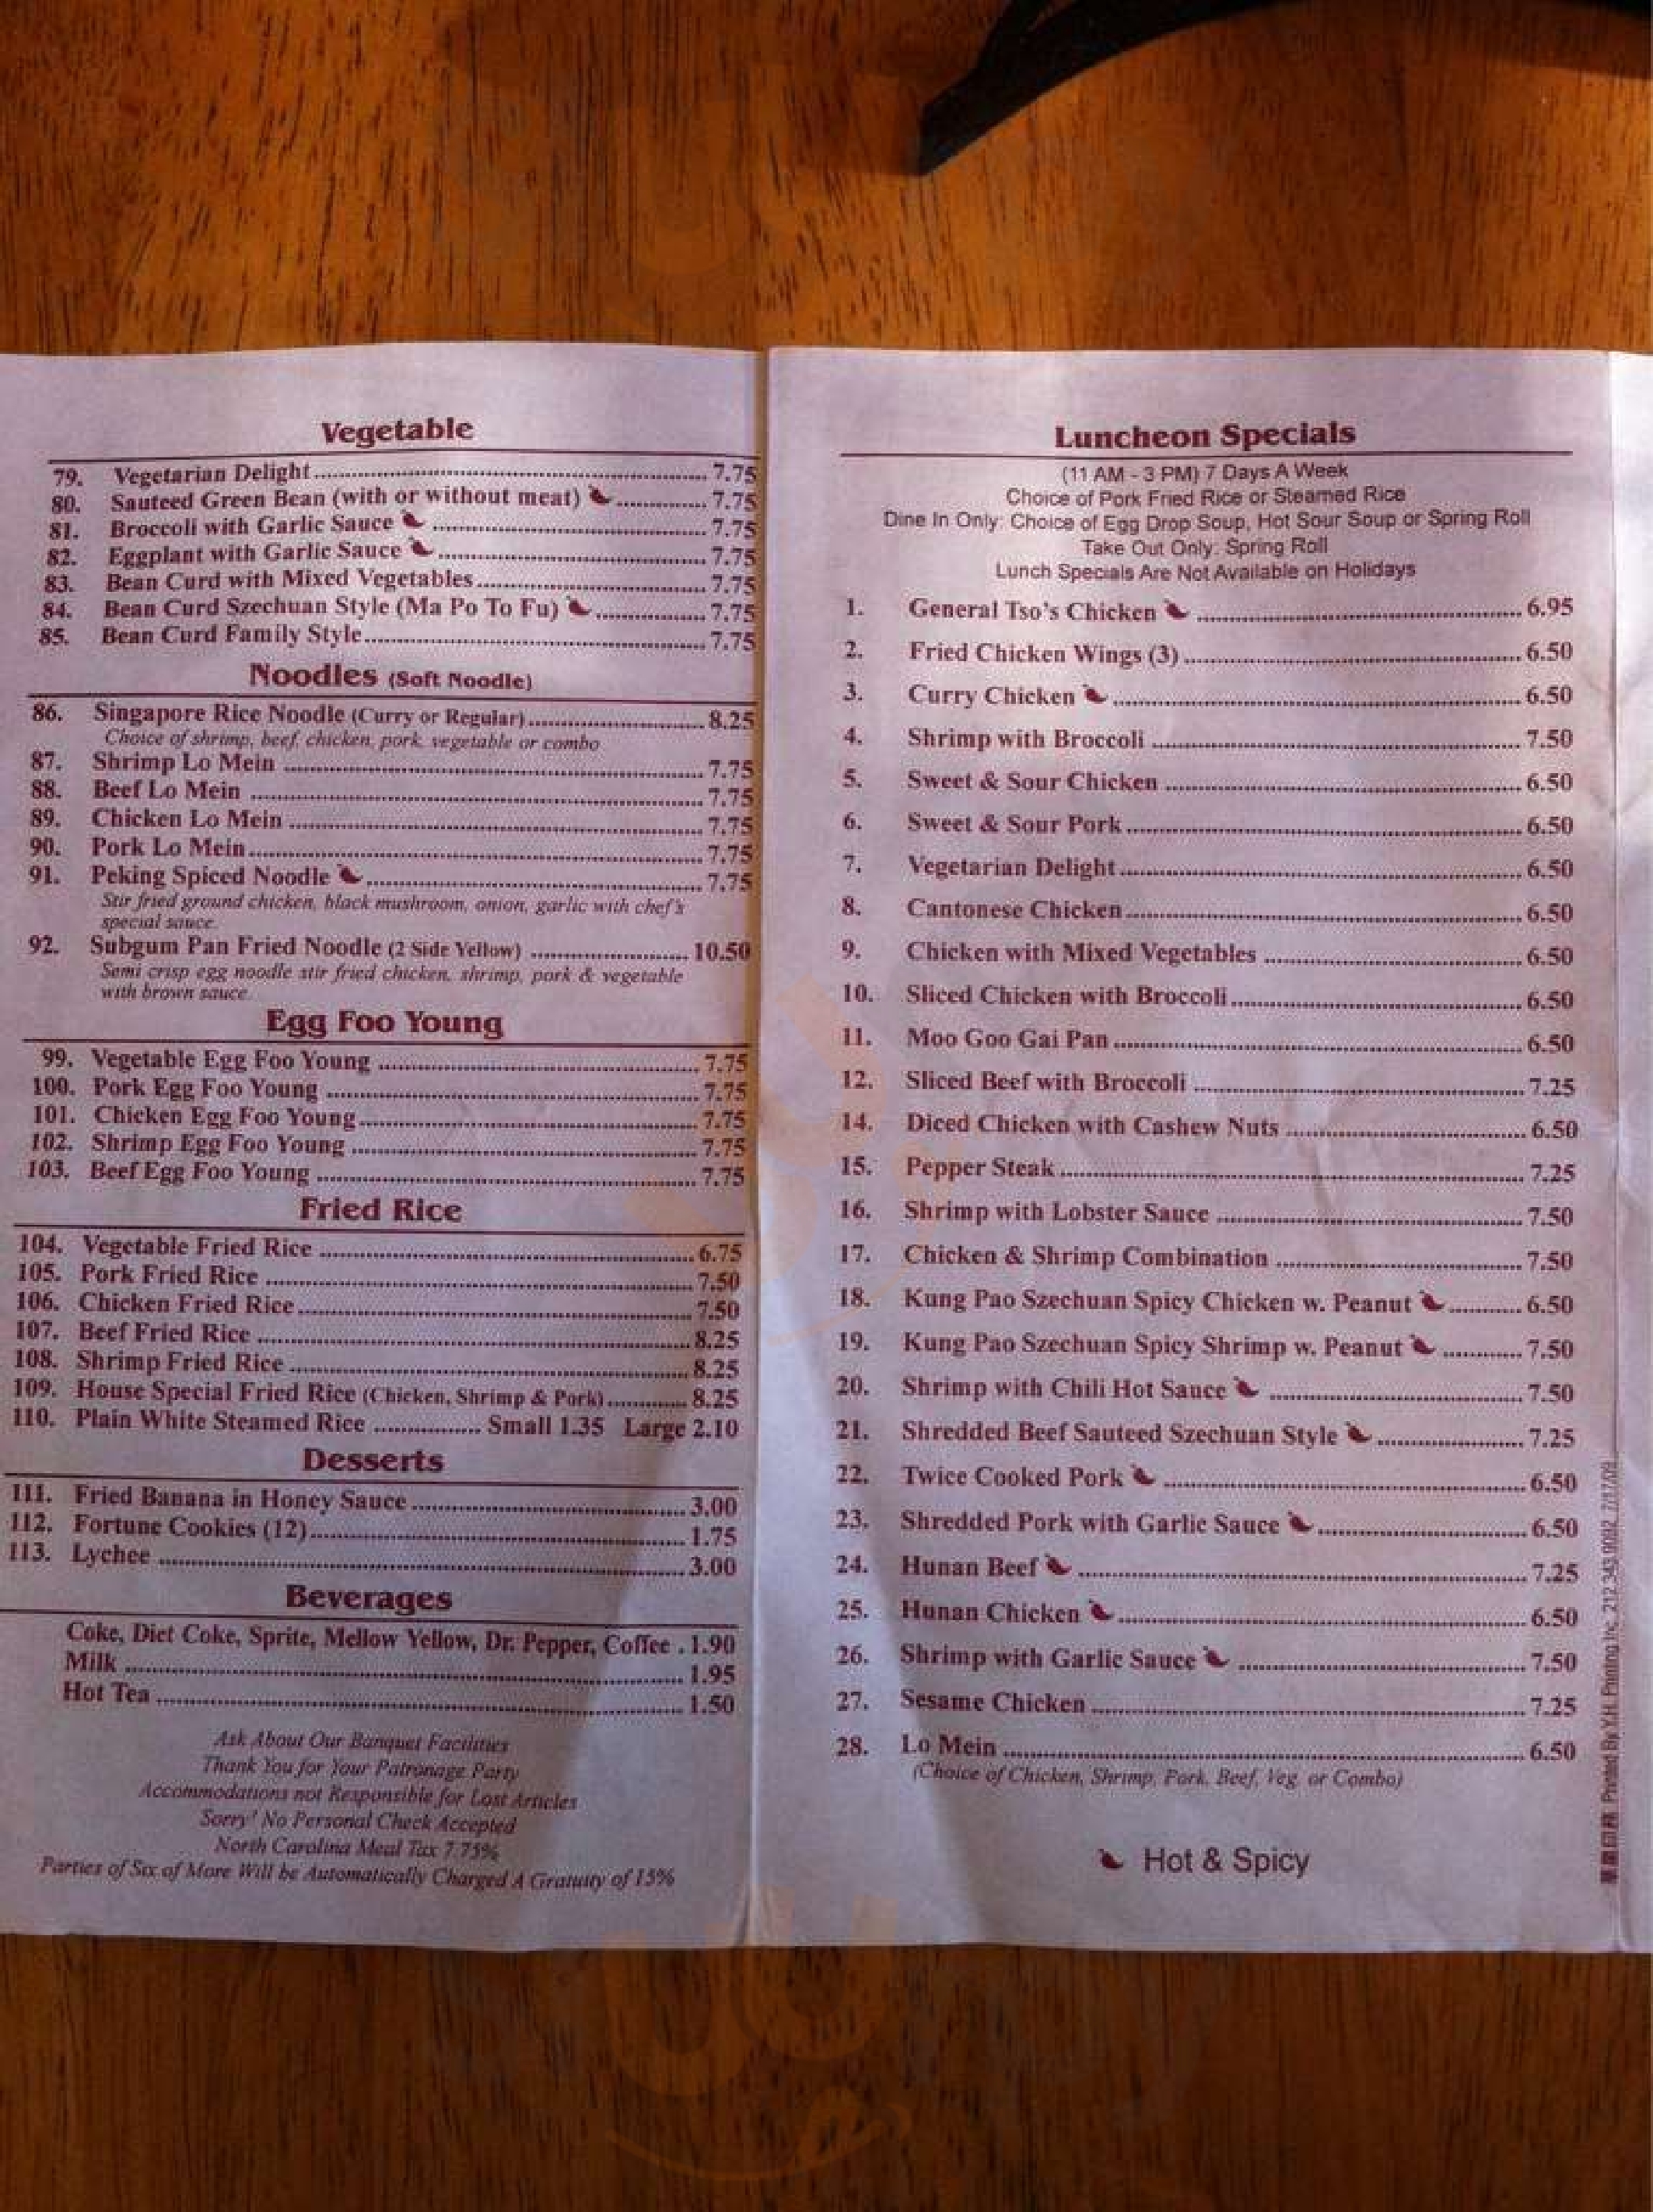 Vegetable
79. Vegetarian Delight 7.75
80. Sauteed Green Bean (with or without meat) 7.75
81. Broccoli with Garlic Sauce 7.75
82. Eggplant with Garlic Sauce 7.75
83. Bean Curd with Mixed Vegetables 7.75
84. Bean Curd Szechuan Style (Ma Po To Fu) 7.75
85. Bean Curd Family Style 7.75
Noodles (Soft Noodle)
86. Singapore Rice Noodle (Curry or Regular) 8.25
Choice of shrimp, beef, chicken, pork, vegetable or combo
87. Shrimp Lo Mein 7.75
88. Beef Lo Mein 7.75
89. Chicken Lo Mein 7.75
90. Pork Lo Mein 7.75
91. Peking Spiced Noodle 7.75
Stir fried ground chicken, black mushroom, onion, garlic with chef's
special sauce.
92. Subgum Pan Fried Noodle (2 Side Yellow) 10.50
Semi crisp egg noodle stir fried chicken, shrimp, pork & vegetable
with brown sauce.
Egg Foo Young
99. Vegetable Egg Foo Young 7.75
100. Pork Egg Foo Young 7.75
101. Chicken Egg Foo Young 7.75
102. Shrimp Egg Foo Young 7.75
103. Beef Egg Foo Young 7.75
Fried Rice
104. Vegetable Fried Rice 6.75
105. Pork Fried Rice 7.50
106. Chicken Fried Rice 7.50
107. Beef Fried Rice 8.25
108. Shrimp Fried Rice 8.25
109. House Special Fried Rice (Chicken, Shrimp & Pork) 8.25
110. Plain White Steamed Rice Small 1.35 Large 2.10
Desserts
111. Fried Banana in Honey Sauce 3.00
112. Fortune Cookies (12) 1.75
113. Lychee 3.00
Beverages
Coke, Diet Coke, Sprite, Mellow Yellow, Dr. Pepper, Coffee . 1.90
Milk 1.95
Hot Tea 1.50
Ask About Our Banquet Facilities
Thank You for Your Patronage Party
Accommodations not Responsible for Lost Articles
Sorry! No Personal Check Accepted
North Carolina Meal Tax 7.75%
Parties of Six of More Will be Automatically Charged A Gratuity of 15%
Luncheon Specials
(11 AM - 3 PM) 7 Days A Week
Choice of Pork Fried Rice or Steamed Rice
Dine In Only: Choice of Egg Drop Soup, Hot Sour Soup or Spring Roll
Take Out Only: Spring Roll
Lunch Specials Are Not Available on Holidays
1. General Tso's Chicken 6.95
2. Fried Chicken Wings (3) 6.50
3. Curry Chicken 6.50
4. Shrimp with Broccoli 7.50
5. Sweet & Sour Chicken 6.50
6. Sweet & Sour Pork 6.50
7. Vegetarian Delight 6.50
8. Cantonese Chicken 6.50
9. Chicken with Mixed Vegetables 6.50
10. Sliced Chicken with Broccoli 6.50
11. Moo Goo Gai Pan 6.50
12. Sliced Beef with Broccoli 7.25
14. Diced Chicken with Cashew Nuts 6.50
15. Pepper Steak 7.25
16. Shrimp with Lobster Sauce 7.50
17. Chicken & Shrimp Combination 7.50
18. Kung Pao Szechuan Spicy Chicken w. Peanut 6.50
19. Kung Pao Szechuan Spicy Shrimp w. Peanut 7.50
20. Shrimp with Chili Hot Sauce 7.50
21. Shredded Beef Sauteed Szechuan Style 7.25
22. Twice Cooked Pork 6.50
23. Shredded Pork with Garlic Sauce 6.50
24. Hunan Beef 7.25
25. Hunan Chicken 6.50
26. Shrimp with Garlic Sauce 7.50
27. Sesame Chicken 7.25
28. Lo Mein 6.50
(Choice of Chicken, Shrimp, Pork, Beef, Veg. or Combo)
Hot & Spicy
Printed By Y.H. Printing Inc. 212.343.9092 7/17/09